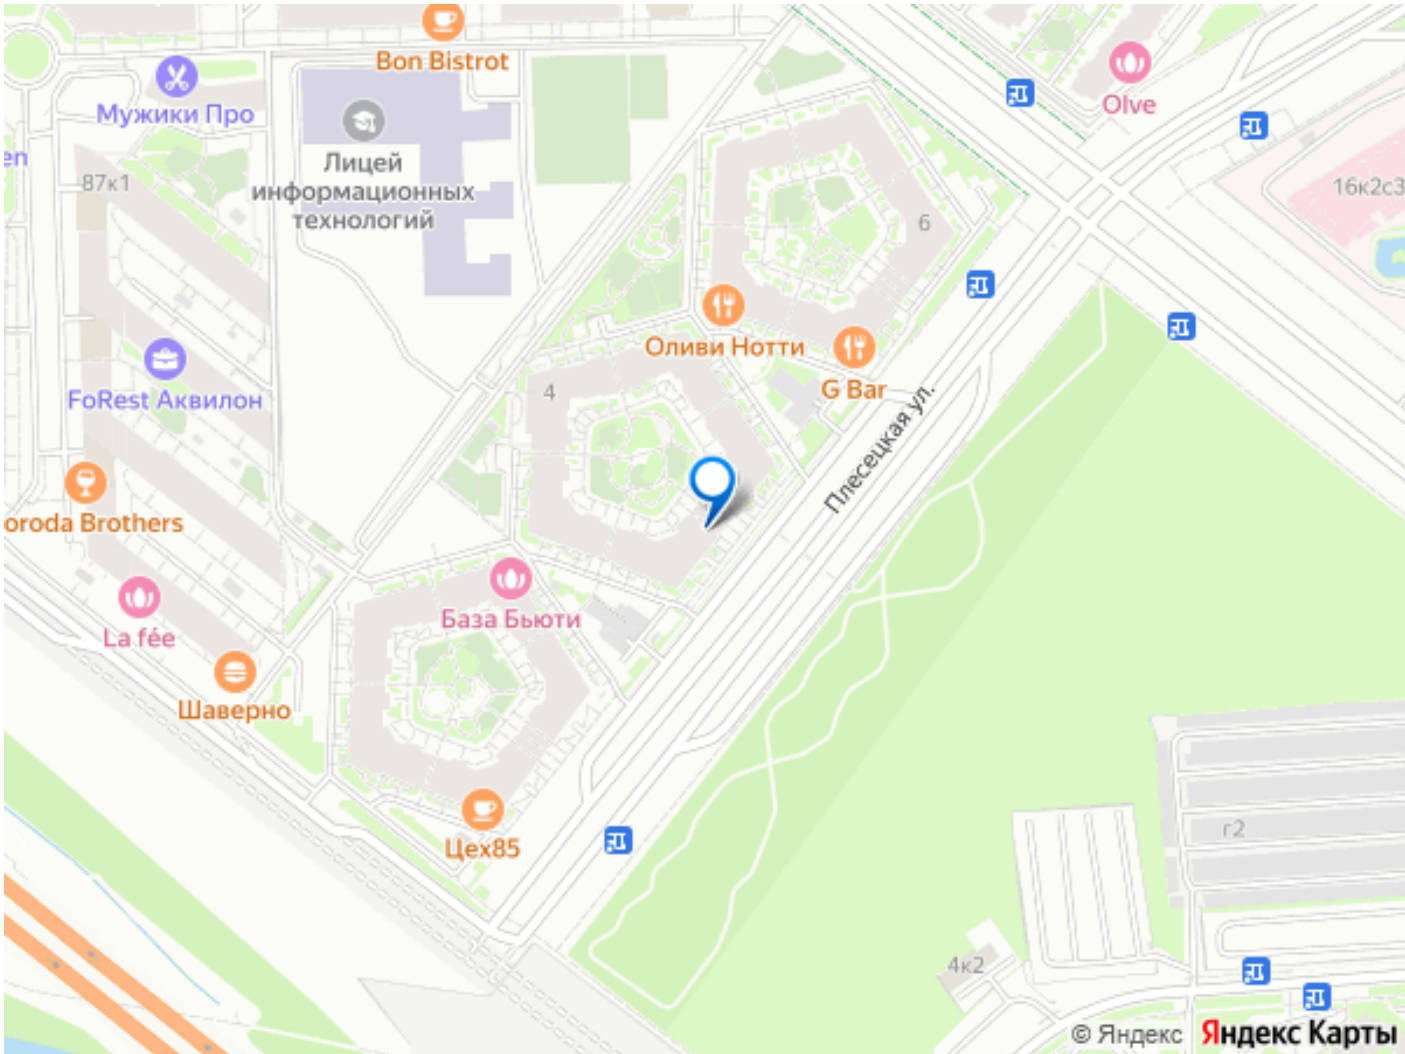 Bon Bistrot
Мужики Про
Olve
en
87к1
Лицей
информационных
технологий
16к2с3
6
Оливи Нотти
G Bar
4
FoRest Аквилон
Плесецкая ул.
oroda Brothers
База Бьюти
La fée
Шаверно
Цех85
г2
4к2
© Яндекс Яндекс Карты